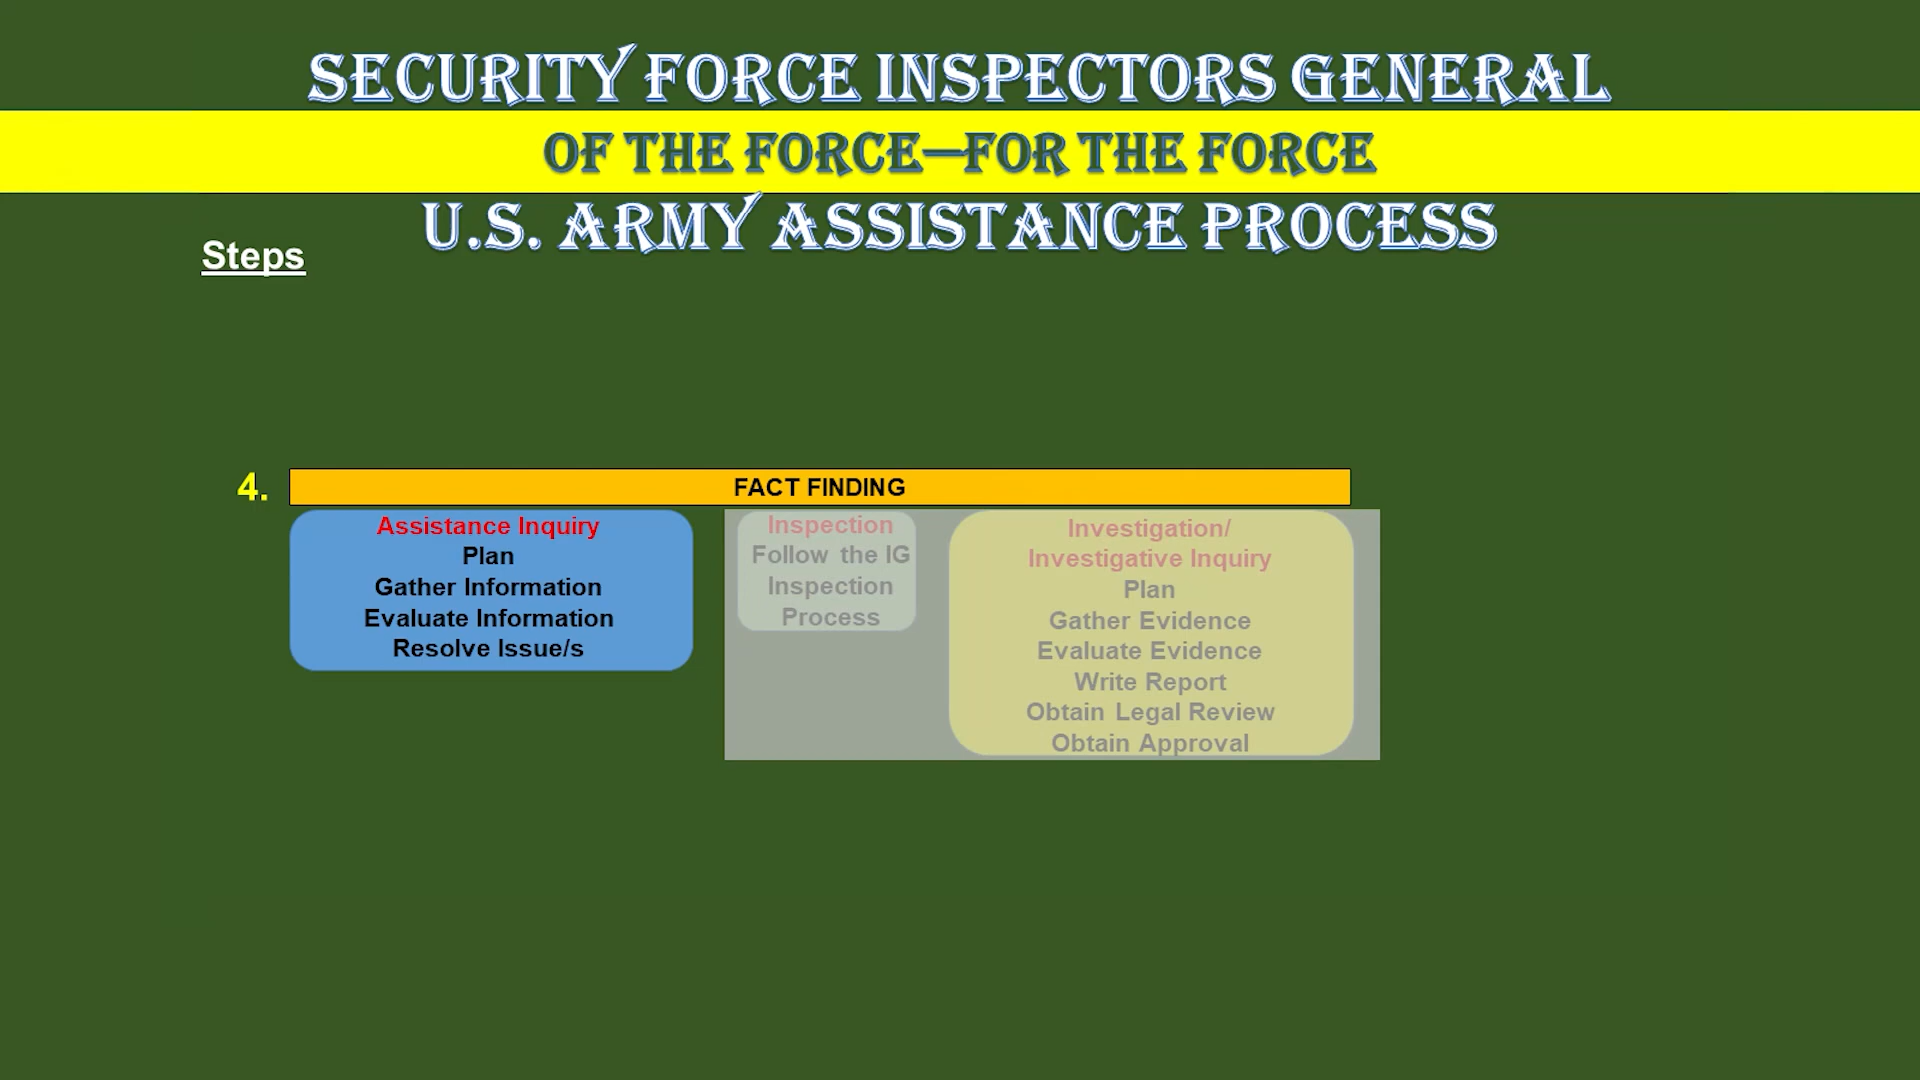 SECURITY FORCE INSPECTORS GENERAL
OF THE FORCE—FOR THE FORCE
U.S. ARMY ASSISTANCE PROCESS
Steps
4.
FACT FINDING
Assistance Inquiry
Plan
Gather Information
Evaluate Information
Resolve Issue/s
Inspection
Follow the IG
Inspection
Process
Investigation/
Investigative Inquiry
Plan
Gather Evidence
Evaluate Evidence
Write Report
Obtain Legal Review
Obtain Approval